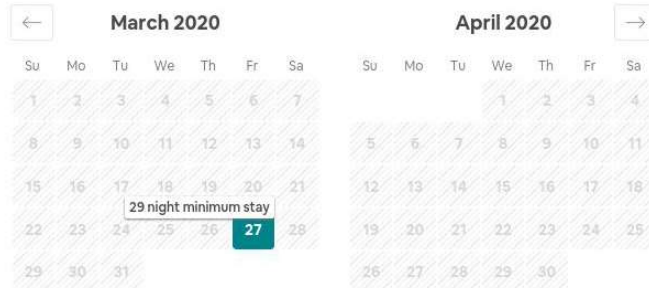 ← March 2020
Su Mo Tu We Th Fr Sa
1 2 3 4 5 6 7
8 9 10 11 12 13 14
15 16 17 18 19 20 21
29 night minimum stay
22 23 24 25 26 27 28
29 30 31
April 2020 →
Su Mo Tu We Th Fr Sa
1 2 3 4
5 6 7 8 9 10 11
12 13 14 15 16 17 18
19 20 21 22 23 24 25
26 27 28 29 30